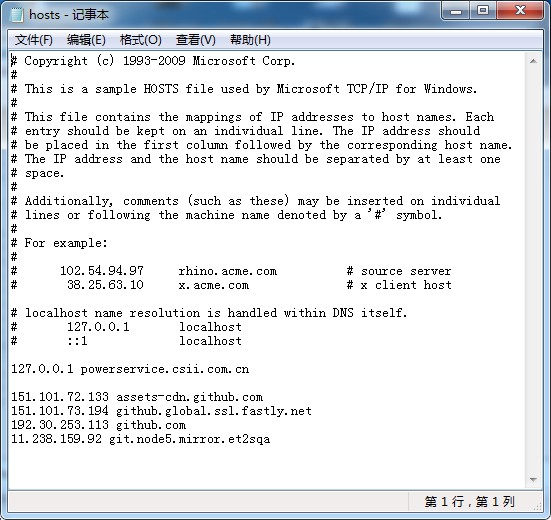 hosts - 记事本
文件(F) 编辑(E) 格式(O) 查看(V) 帮助(H)
# Copyright (c) 1993-2009 Microsoft Corp.
#
# This is a sample HOSTS file used by Microsoft TCP/IP for Windows.
#
# This file contains the mappings of IP addresses to host names. Each
# entry should be kept on an individual line. The IP address should
# be placed in the first column followed by the corresponding host name.
# The IP address and the host name should be separated by at least one
# space.
#
# Additionally, comments (such as these) may be inserted on individual
# lines or following the machine name denoted by a '#' symbol.
#
# For example:
#
#      102.54.94.97     rhino.acme.com          # source server
#       38.25.63.10     x.acme.com              # x client host

# localhost name resolution is handled within DNS itself.
#       127.0.0.1       localhost
#       ::1             localhost

127.0.0.1 powerservice.csii.com.cn

151.101.72.133 assets-cdn.github.com
151.101.73.194 github.global.ssl.fastly.net
192.30.253.113 github.com
11.238.159.92 git.node5.mirror.et2sqa
第 1 行，第 1 列